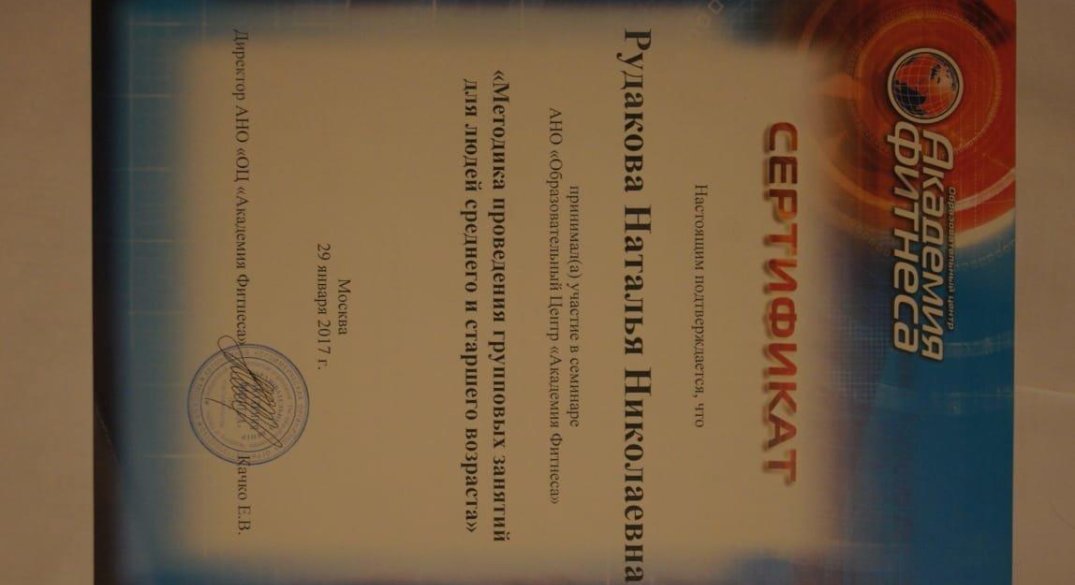 Образовательный центр
Академия
Фитнеса
СЕРТИФИКАТ
Настоящим подтверждается, что
Рудакова Наталья Николаевна
принимал(а) участие в семинаре
АНО «Образовательный Центр «Академия Фитнеса»
«Методика проведения групповых занятий
для людей среднего и старшего возраста»
Москва
29 января 2017 г.
Директор АНО «ОЦ «Академия Фитнеса» Качко Е.В.